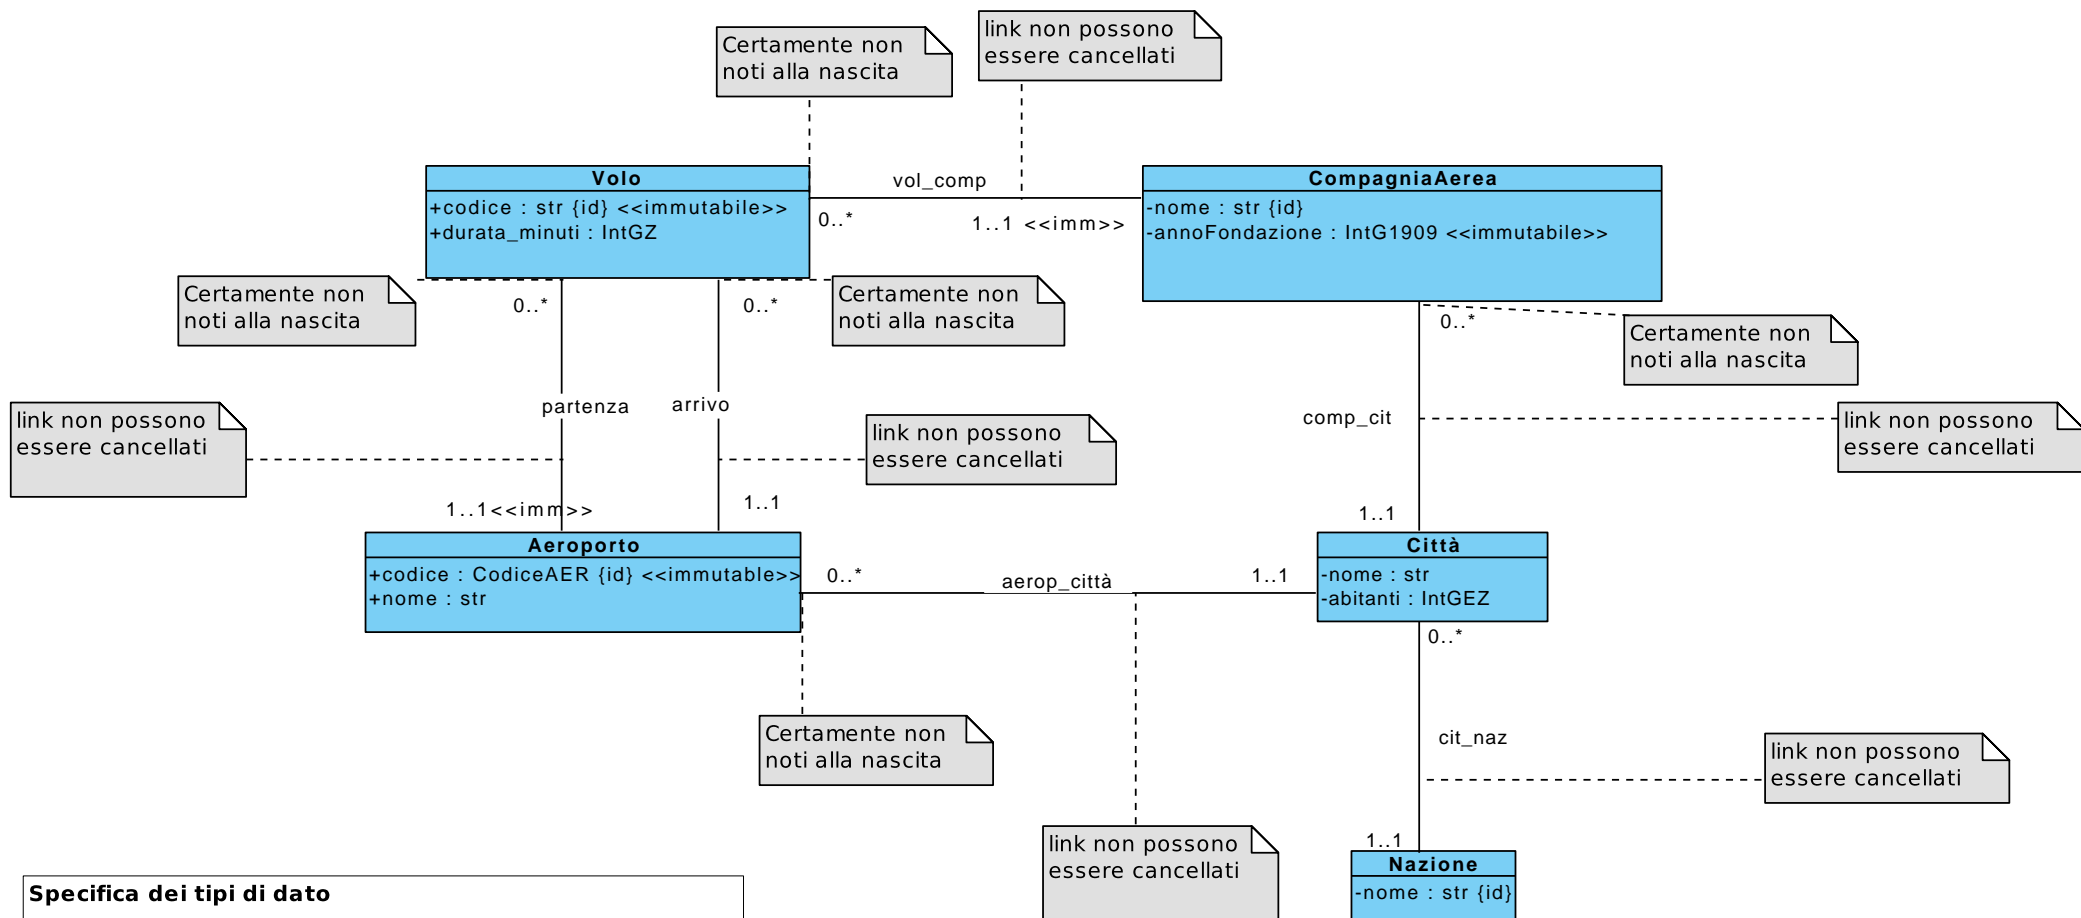 Certamente non
noti alla nascita
link non possono
essere cancellati
Volo
+codice : str {id} <<immutabile>>
+durata_minuti : IntGZ
vol_comp
0..*
1..1 <<imm>>
CompagniaAerea
-nome : str {id}
-annoFondazione : IntG1909 <<immutabile>>
Certamente non
noti alla nascita
0..*
0..*
Certamente non
noti alla nascita
0..*
Certamente non
noti alla nascita
link non possono
essere cancellati
partenza
arrivo
link non possono
essere cancellati
comp_cit
link non possono
essere cancellati
1..1<<imm>>
1..1
1..1
Aeroporto
+codice : CodiceAER {id} <<immutable>>
+nome : str
0..*
aerop_città
1..1
Città
-nome : str
-abitanti : IntGEZ
0..*
Certamente non
noti alla nascita
cit_naz
link non possono
essere cancellati
link non possono
essere cancellati
1..1
Nazione
-nome : str {id}
Specifica dei tipi di dato